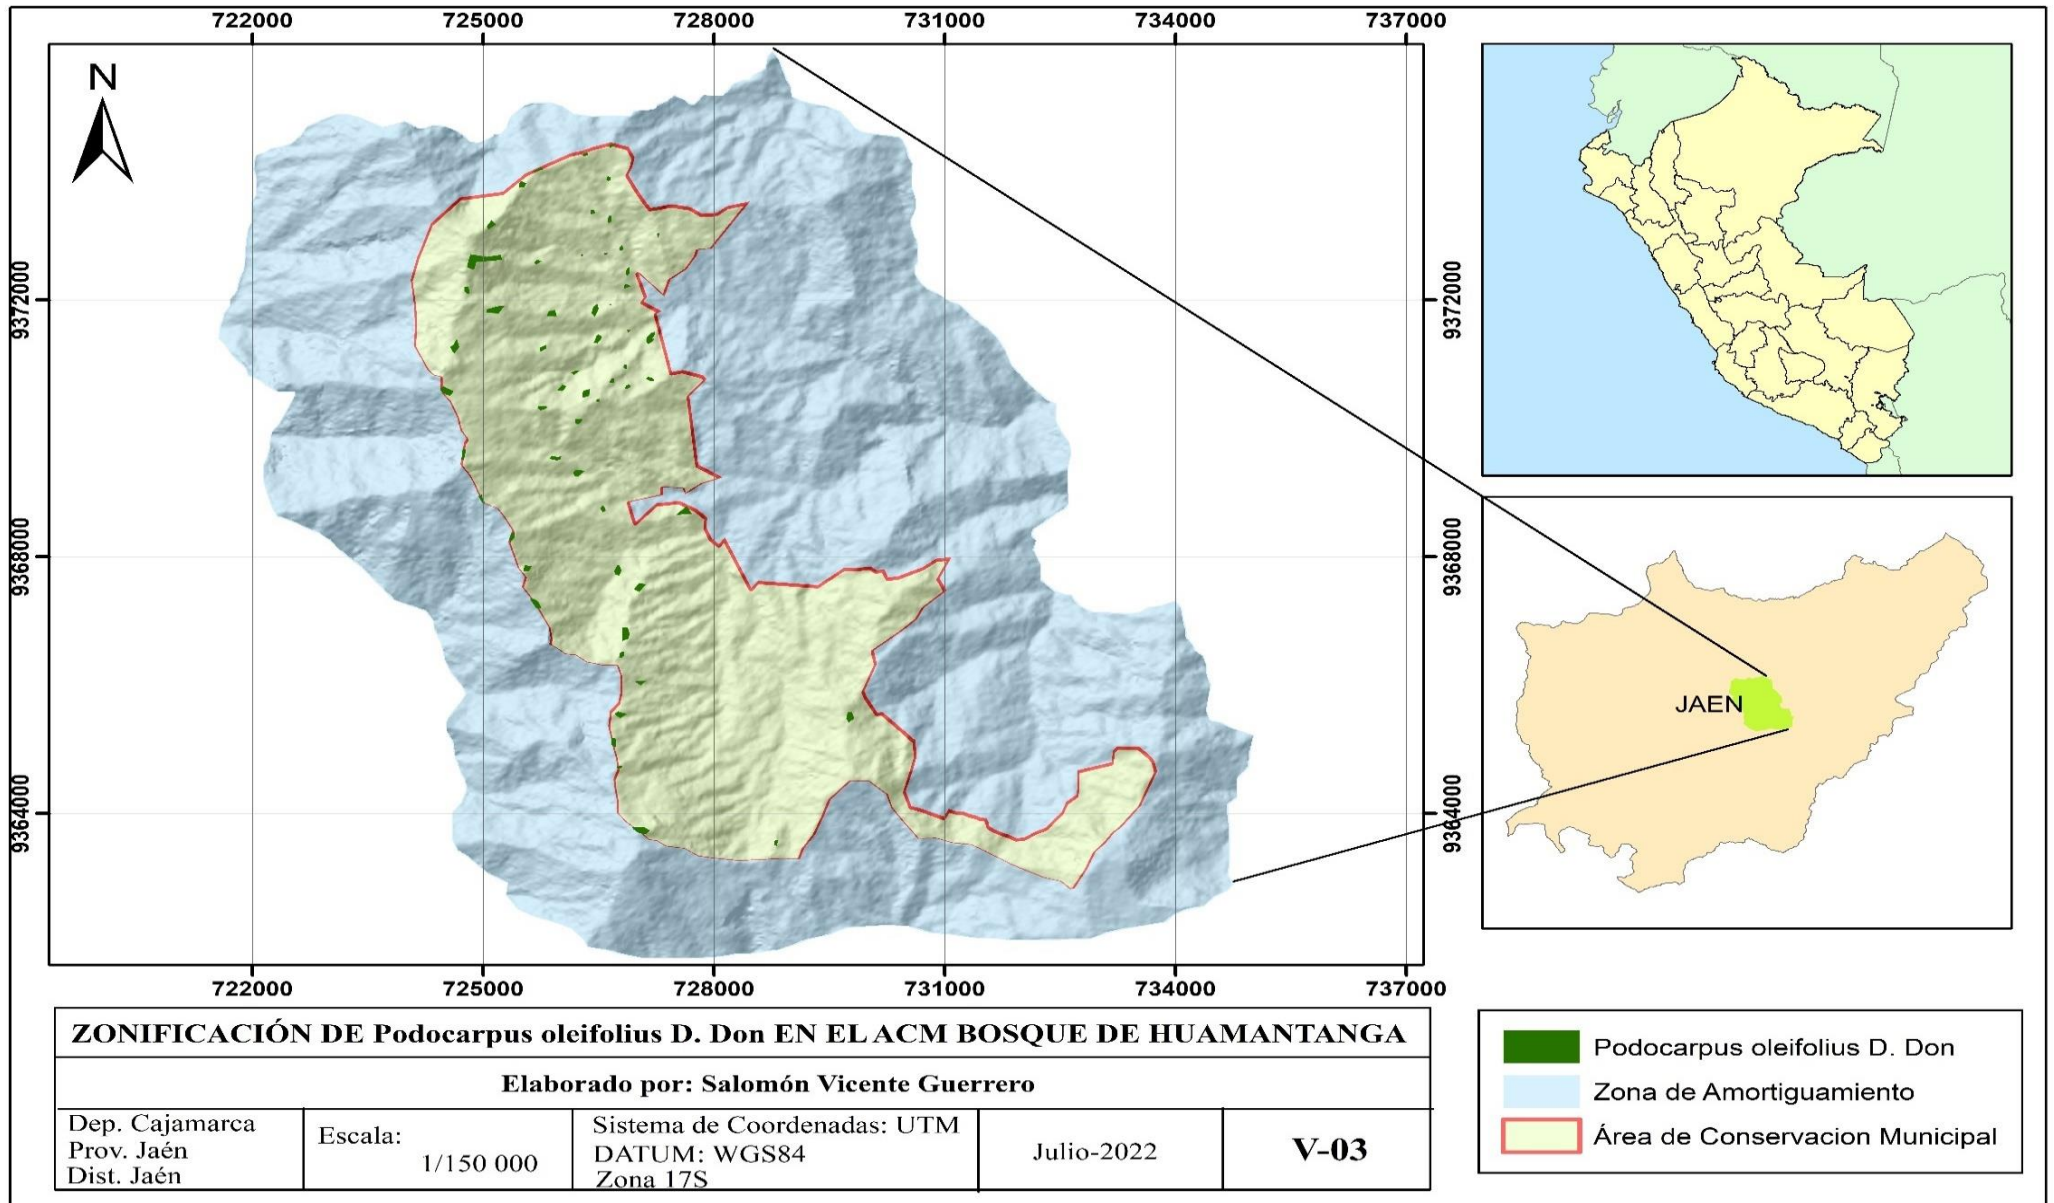 722000 725000 728000 731000 734000 737000
N
9372000
9368000
9364000
9372000
9368000
9364000
722000 725000 728000 731000 734000 737000
JAEN
ZONIFICACIÓN DE Podocarpus oleifolius D. Don EN EL ACM BOSQUE DE HUAMANTANGA
Elaborado por: Salomón Vicente Guerrero
Dep. Cajamarca
Prov. Jaén
Dist. Jaén
Escala:
1/150 000
Sistema de Coordenadas: UTM
DATUM: WGS84
Zona 17S
Julio-2022
V-03
Podocarpus oleifolius D. Don
Zona de Amortiguamiento
Área de Conservacion Municipal